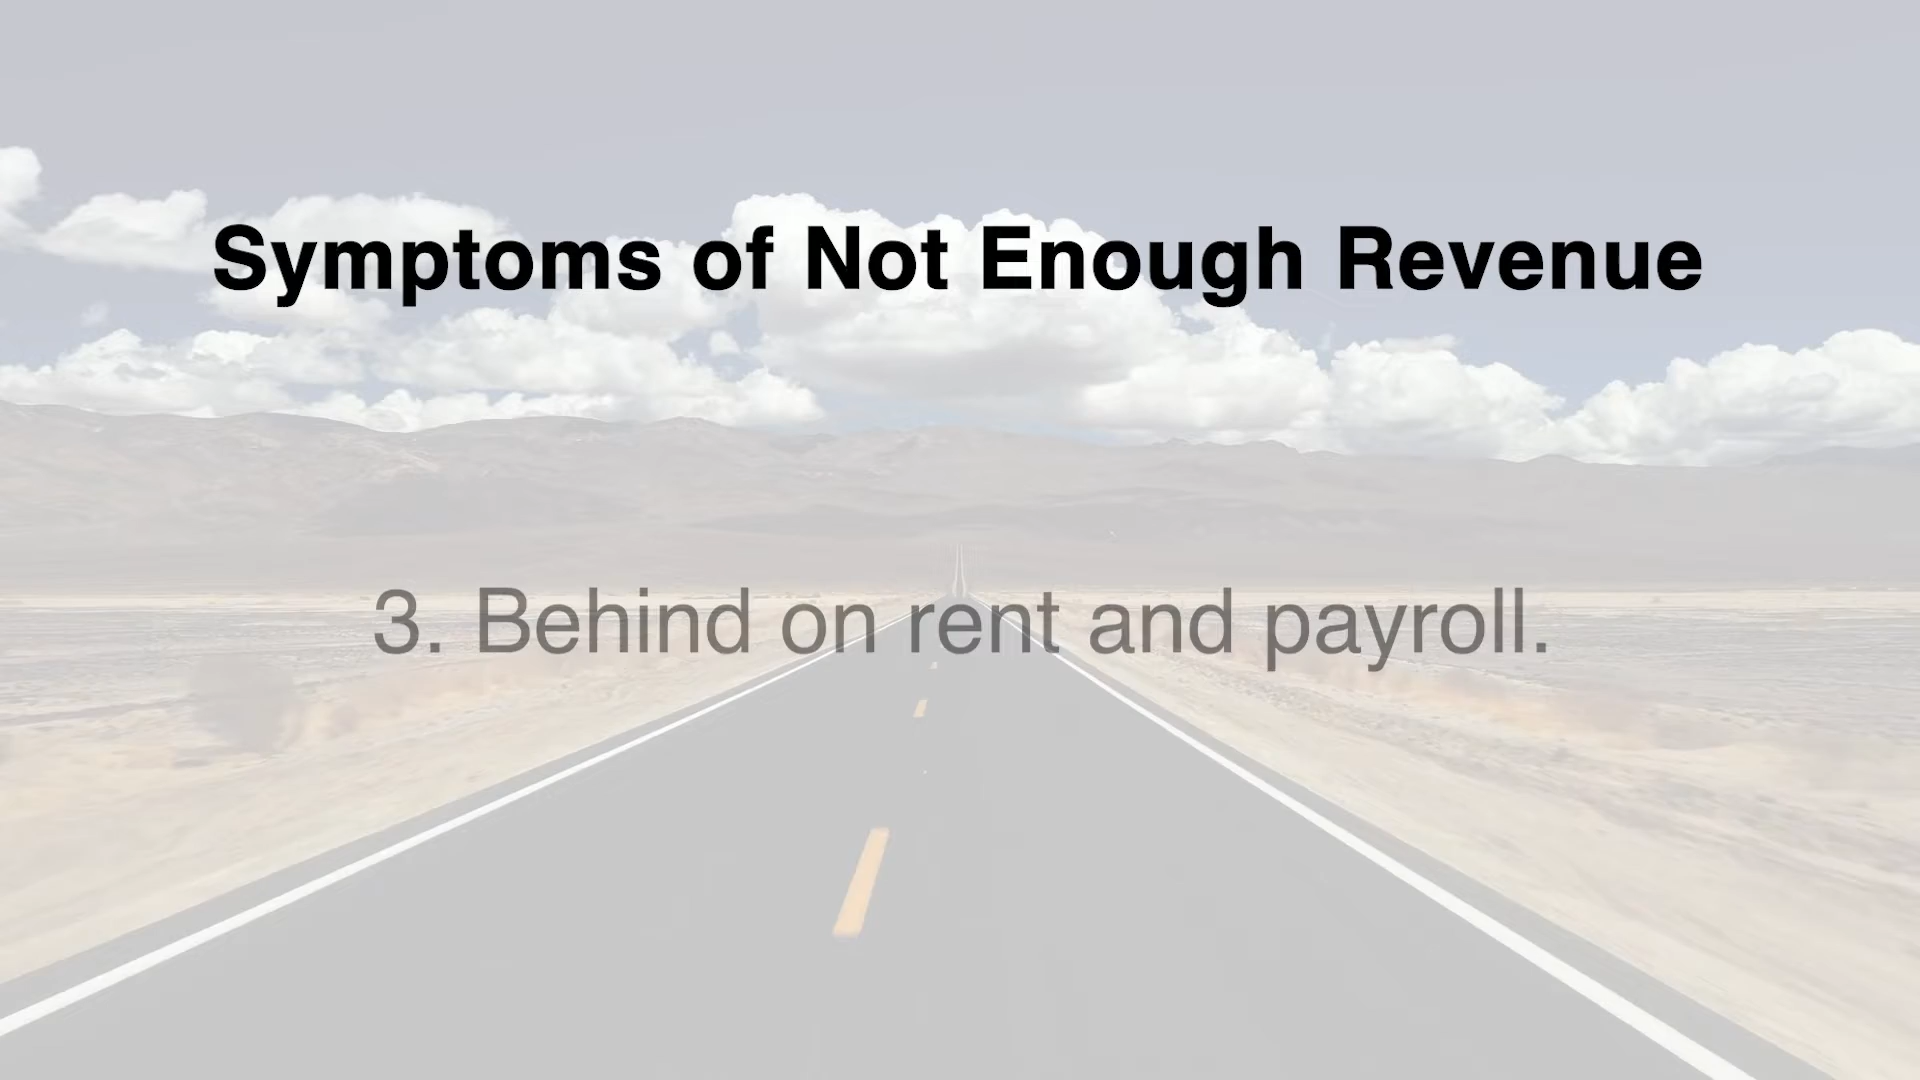 Symptoms of Not Enough Revenue
3. Behind on rent and payroll.